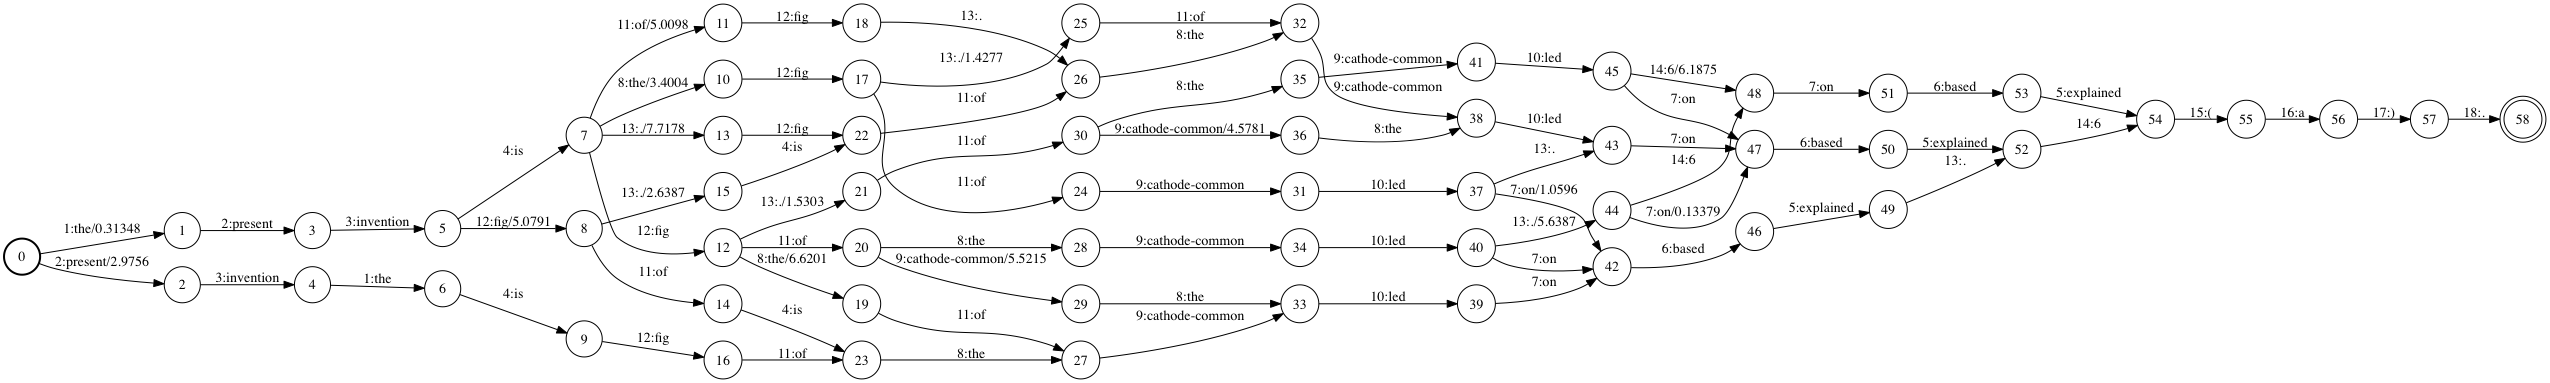 0
1:the/0.31348
2:present/2.9756
1
2
2:present
3:invention
3
4
3:invention
1:the
5
6
4:is
12:fig/5.0791
4:is
7
8
9
11:of/5.0098
8:the/3.4004
13:./7.7178
12:fig
13:./2.6387
11:of
12:fig
11
10
13
15
12
14
16
12:fig
12:fig
12:fig
4:is
13:./1.5303
11:of
8:the/6.6201
4:is
11:of
18
17
22
21
20
19
23
13:.
13:./1.4277
11:of
11:of
11:of
8:the
9:cathode-common/5.5215
11:of
8:the
25
26
30
24
28
29
27
11:of
8:the
8:the
9:cathode-common/4.5781
9:cathode-common
9:cathode-common
8:the
9:cathode-common
32
35
36
31
34
33
9:cathode-common
9:cathode-common
8:the
10:led
10:led
10:led
41
38
37
40
39
10:led
10:led
13:.
7:on/1.0596
13:./5.6387
7:on
7:on
45
43
44
42
14:6/6.1875
7:on
7:on
14:6
7:on/0.13379
6:based
48
47
46
7:on
6:based
5:explained
51
50
49
6:based
5:explained
13:.
53
52
5:explained
14:6
54
15:(
55
16:a
56
17:)
57
18:.
58